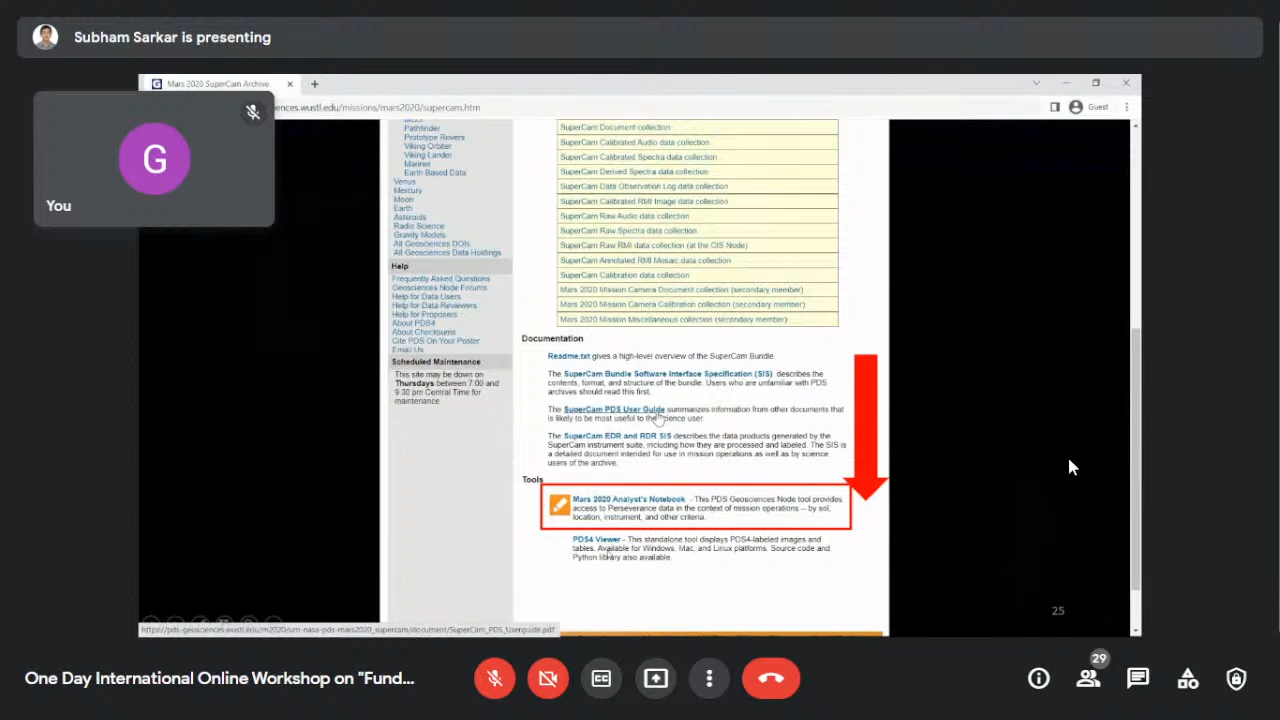 Subham Sarkar is presenting
Mars 2020 SuperCam Archive
ences.wustl.edu/missions/mars2020/supercam.htm
Guest
G
You
Pathfinder
Prototype Rovers
Viking Orbiter
Viking Lander
Mariner
Earth Based Data
Venus
Mercury
Moon
Earth
Asteroids
Radio Science
Gravity Models
All Geosciences DOIs
All Geosciences Data Holdings
Help
Frequently Asked Questions
Geosciences Node Forums
Help for Data Users
Help for Data Reviewers
Help for Proposers
About PDS4
About Checksums
Cite PDS On Your Poster
Email Us
Scheduled Maintenance
This site may be down on
Thursdays between 7:00 and
9:30 pm Central Time for
maintenance
SuperCam Document collection
SuperCam Calibrated Audio data collection
SuperCam Calibrated Spectra data collection
SuperCam Derived Spectra data collection
SuperCam Data Observation Log data collection
SuperCam Calibrated RMI Image data collection
SuperCam Raw Audio data collection
SuperCam Raw Spectra data collection
SuperCam Raw RMI data collection (at the CIS Node)
SuperCam Annotated RMI Mosaic data collection
SuperCam Calibration data collection
Mars 2020 Mission Camera Document collection (secondary member)
Mars 2020 Mission Camera Calibration collection (secondary member)
Mars 2020 Mission Miscellaneous collection (secondary member)
Documentation
Readme.txt gives a high-level overview of the SuperCam Bundle.
The SuperCam Bundle Software Interface Specification (SIS) describes the
contents, format, and structure of the bundle. Users who are unfamiliar with PDS
archives should read this first.
The SuperCam PDS User Guide summarizes information from other documents that
is likely to be most useful to the science user.
The SuperCam EDR and RDR SIS describes the data products generated by the
SuperCam instrument suite, including how they are processed and labeled. The SIS is
a detailed document intended for use in mission operations as well as by science
users of the archive.
Tools
Mars 2020 Analyst's Notebook - This PDS Geosciences Node tool provides
access to Perseverance data in the context of mission operations -- by sol,
location, instrument, and other criteria.
PDS4 Viewer - This standalone tool displays PDS4-labeled images and
tables. Available for Windows, Mac, and Linux platforms. Source code and
Python library also available.
25
https://pds-geosciences.wustl.edu/m2020/urn-nasa-pds-mars2020_supercam/document/SuperCam_PDS_Userguide.pdf
One Day International Online Workshop on "Fund...
CC
29